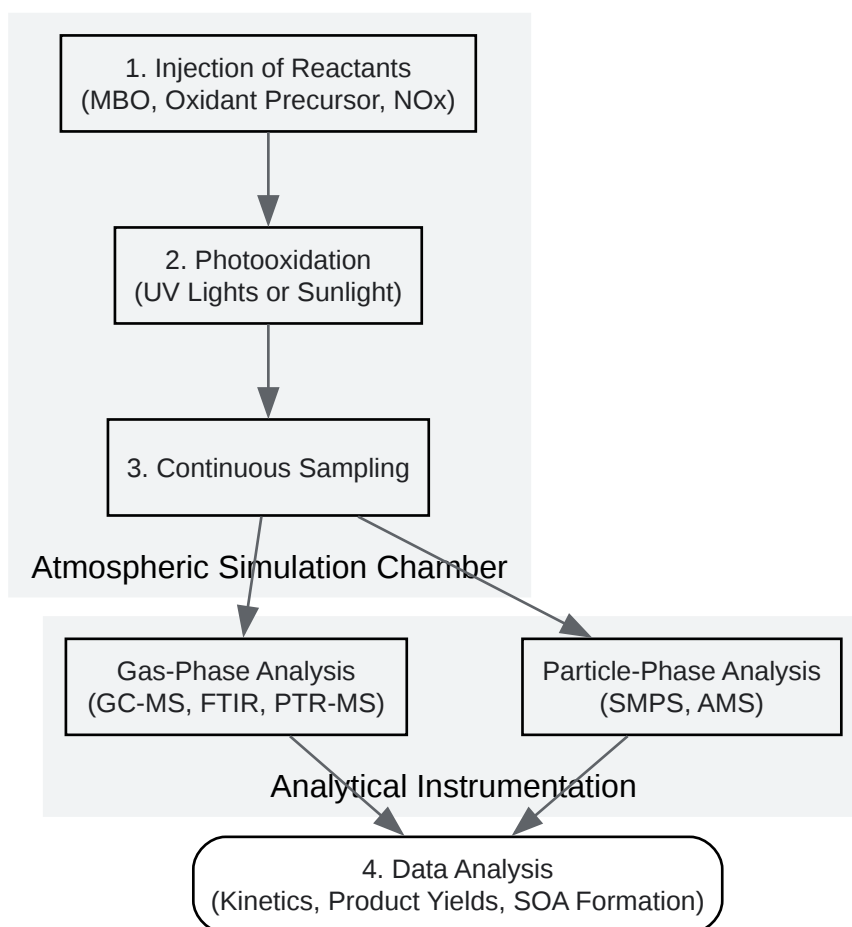 1. Injection of Reactants
(MBO, Oxidant Precursor, NOx)
2. Photooxidation
(UV Lights or Sunlight)
3. Continuous Sampling
Atmospheric Simulation Chamber
Gas-Phase Analysis
(GC-MS, FTIR, PTR-MS)
Particle-Phase Analysis
(SMPS, AMS)
Analytical Instrumentation
4. Data Analysis
(Kinetics, Product Yields, SOA Formation)